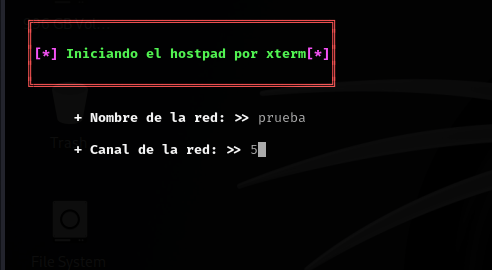 [*] Iniciando el hostpad por xterm[*]
+ Nombre de la red: >> prueba
+ Canal de la red: >> 5
File System